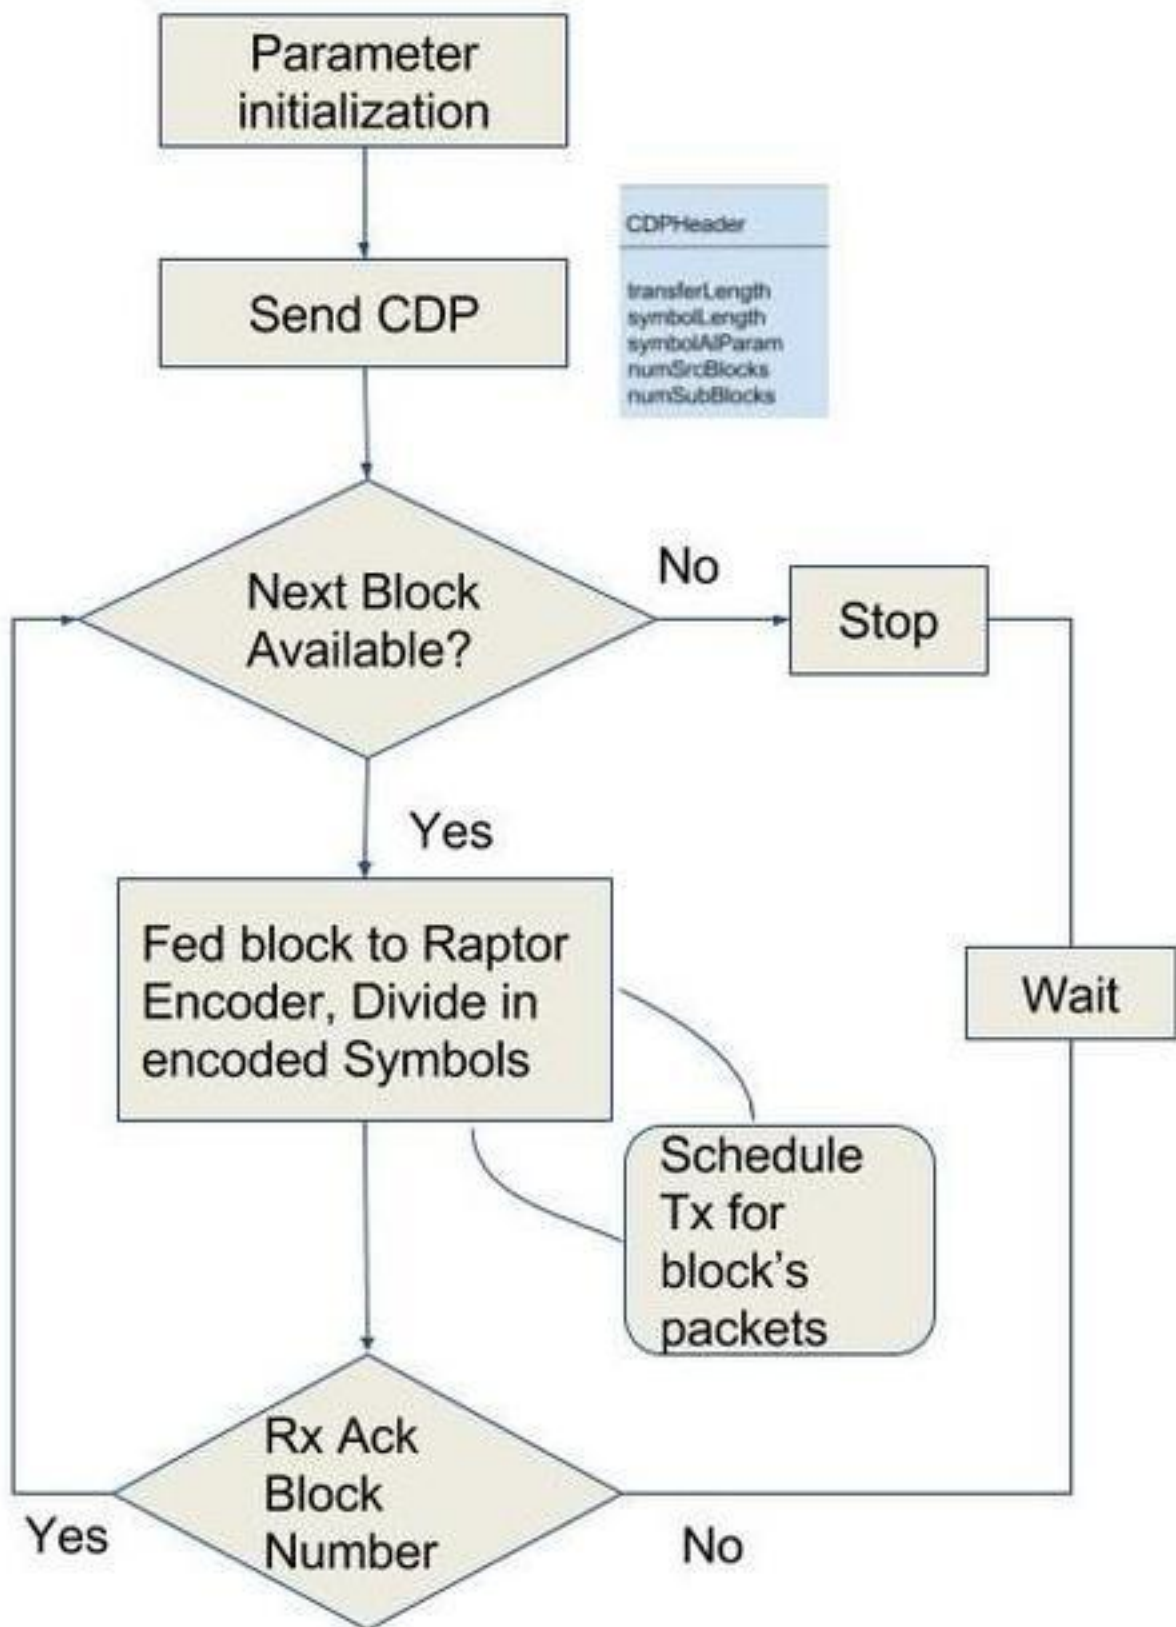 Parameter
initialization
CDPHeader
transferLength
symbolLength
symbolAlParam
numSrcBlocks
numSubBlocks
Send CDP
Next Block
Available?
No
Stop
Yes
Fed block to Raptor
Encoder, Divide in
encoded Symbols
Wait
Schedule
Tx for
block’s
packets
Rx Ack
Block
Number
Yes
No